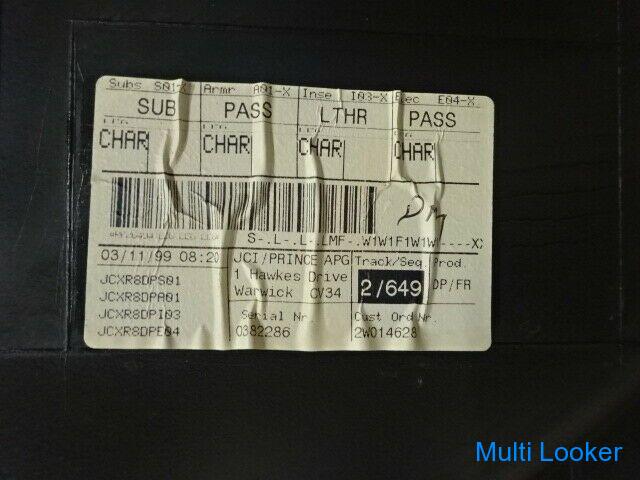 Subs S01-X Armr A01-X Inse I03-X Elec E04-X
SUB PASS LTHR PASS
CHAR CHAR CHAR CHAR
DM
S-.L-.L-.LMF-.W1W1F1W1W1----X
03/11/99 08:20 JCI/PRINCE APG Track/Seq. Prod.
1 Hawkes Drive
Warwick CV34 2/649 DP/FR
JCXR8DPS01
JCXR8DPA01
JCXR8DPI03 Serial Nr. Cust Ord Nr.
JCXR8DPE04 0382286 2W014628
Multi Looker